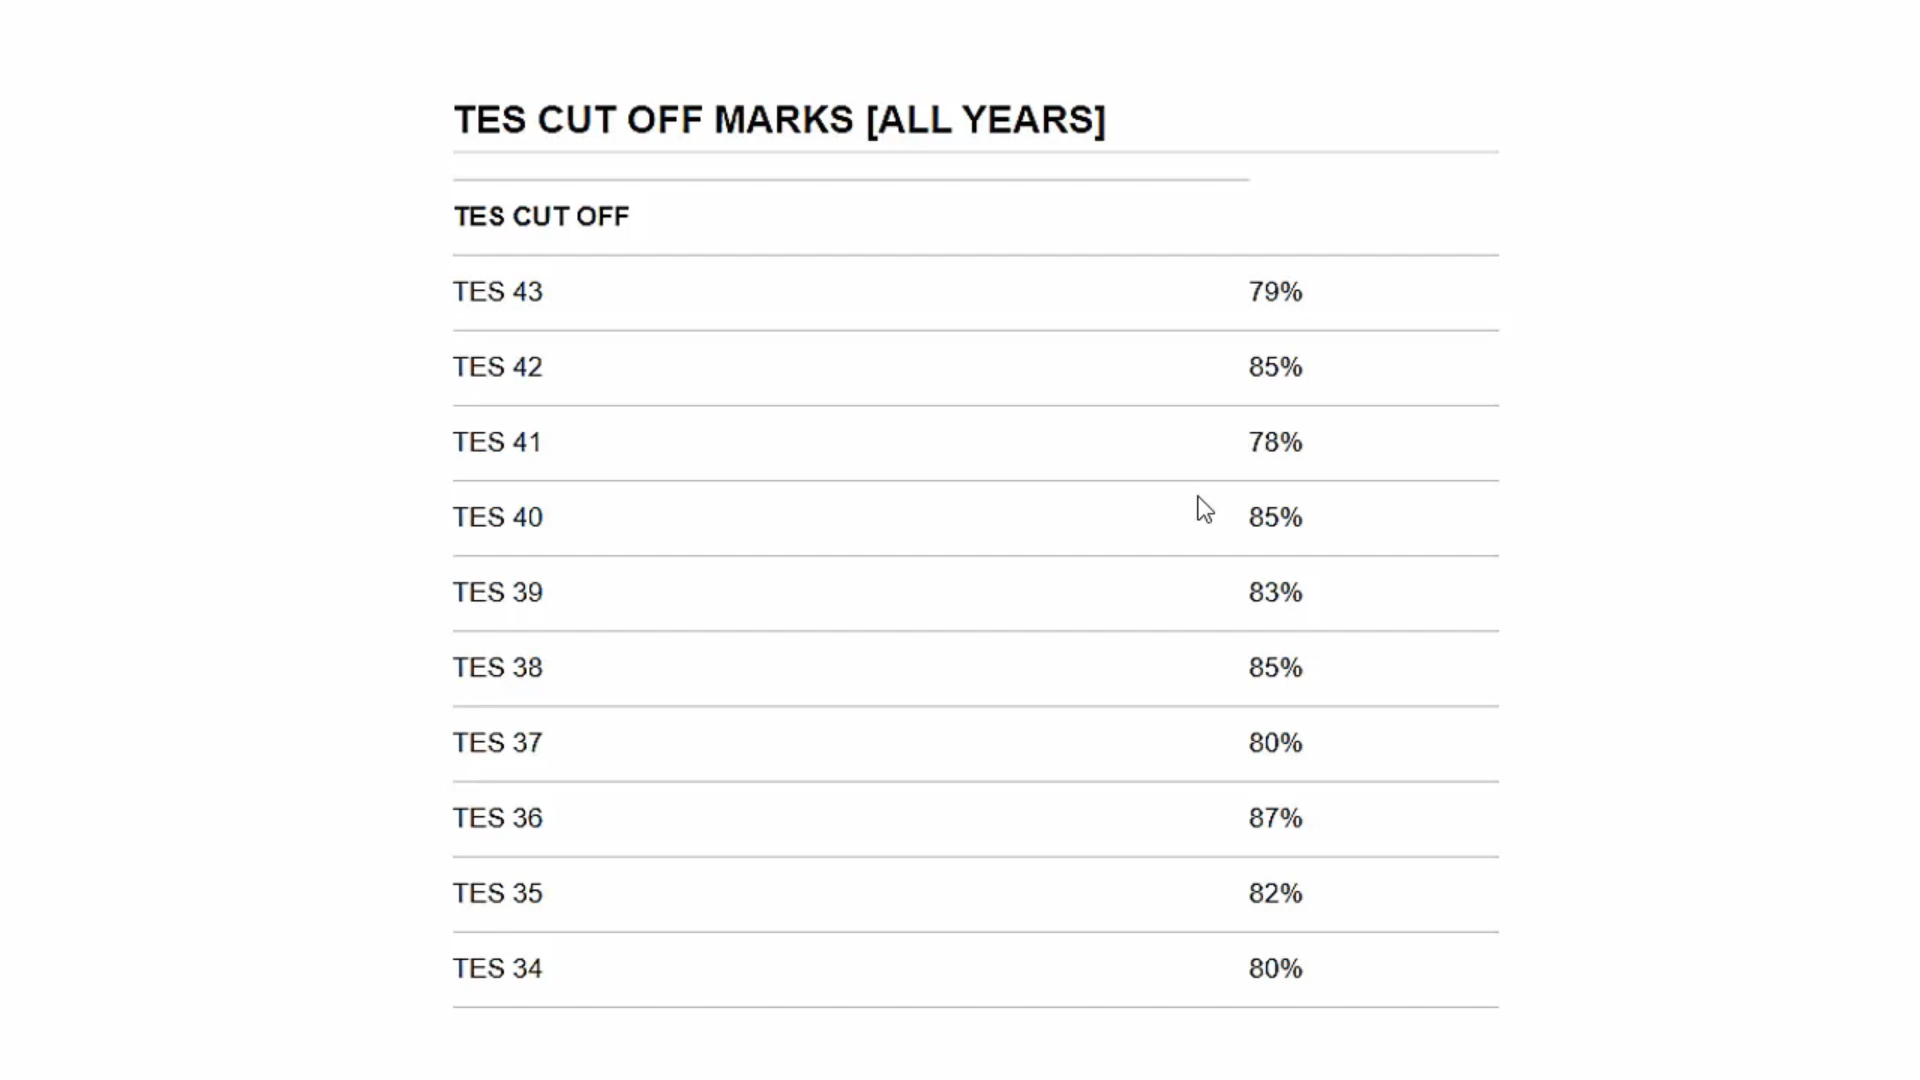 TES CUT OFF MARKS [ALL YEARS]
TES CUT OFF
TES 43 79%
TES 42 85%
TES 41 78%
TES 40 85%
TES 39 83%
TES 38 85%
TES 37 80%
TES 36 87%
TES 35 82%
TES 34 80%